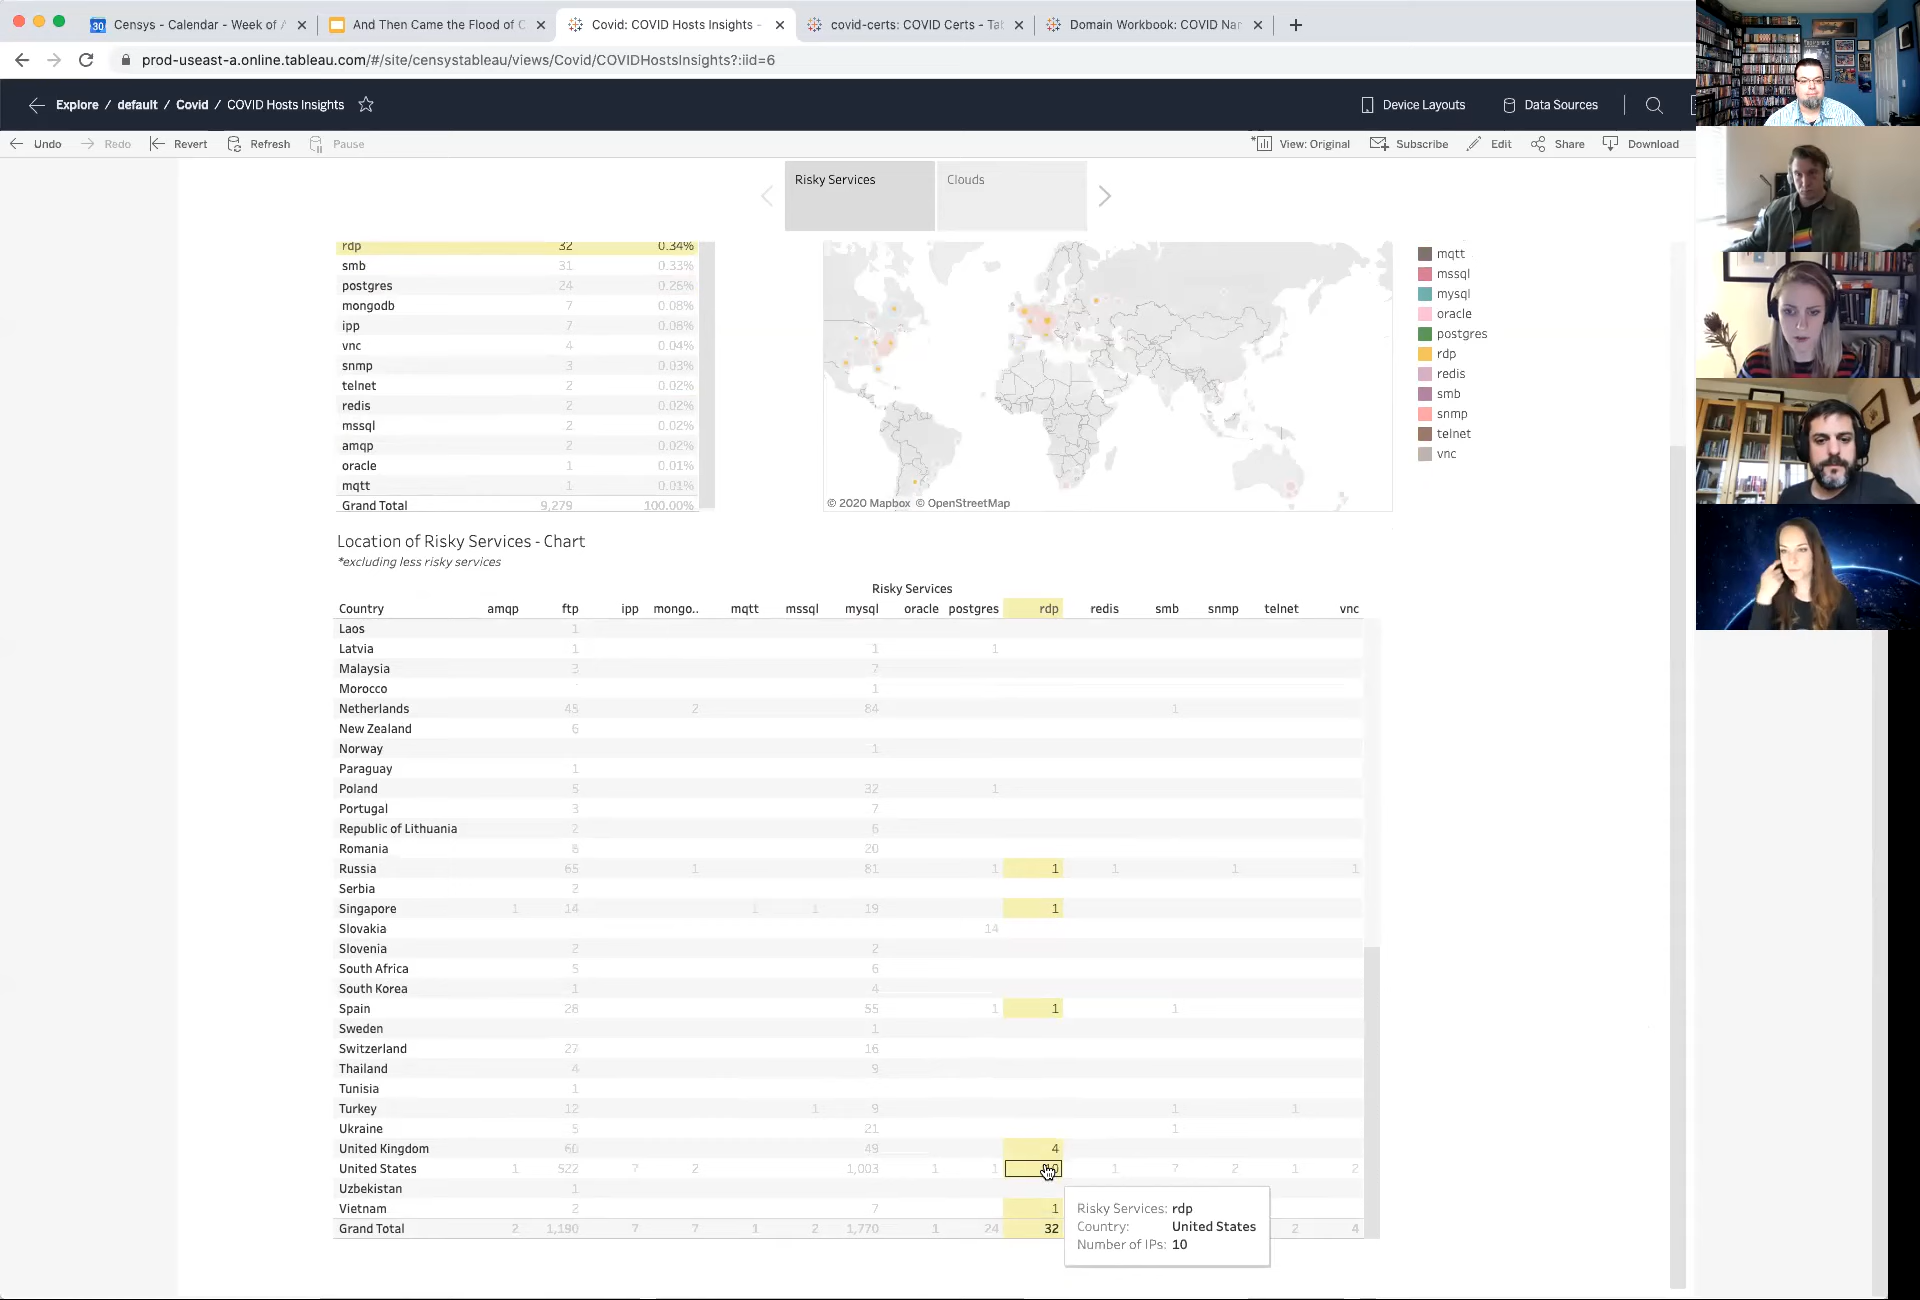 Censys - Calendar - Week of A
And Then Came the Flood of C
Covid: COVID Hosts Insights -
covid-certs: COVID Certs - Tab
Domain Workbook: COVID Nar
prod-useast-a.online.tableau.com/#/site/censystableau/views/Covid/COVIDHostsInsights?:iid=6
Explore / default / Covid / COVID Hosts Insights
Device Layouts
Data Sources
Undo Redo Revert Refresh Pause
View: Original Subscribe Edit Share Download
Risky Services
Clouds
rdp 32 0.34%
smb 31 0.33%
postgres 24 0.26%
mongodb 7 0.08%
ipp 7 0.08%
vnc 4 0.04%
snmp 3 0.03%
telnet 2 0.02%
redis 2 0.02%
mssql 2 0.02%
amqp 2 0.02%
oracle 1 0.01%
mqtt 1 0.01%
Grand Total 9,279 100.00%
© 2020 Mapbox © OpenStreetMap
mqtt
mssql
mysql
oracle
postgres
rdp
redis
smb
snmp
telnet
vnc
Location of Risky Services - Chart
*excluding less risky services
Risky Services
Country amqp ftp ipp mongo.. mqtt mssql mysql oracle postgres rdp redis smb snmp telnet vnc
Laos 1
Latvia 1 1 1
Malaysia 3 7
Morocco 1
Netherlands 45 2 84 1
New Zealand 6
Norway 1
Paraguay 1
Poland 5 32 1
Portugal 3 7
Republic of Lithuania 2 6
Romania 8 20
Russia 65 1 81 1 1 1 1 1
Serbia 2
Singapore 1 14 1 1 19 1
Slovakia 14
Slovenia 2 2
South Africa 5 6
South Korea 1 4
Spain 28 55 1 1 1
Sweden 1
Switzerland 27 16
Thailand 4 9
Tunisia 1
Turkey 12 1 9 1 1
Ukraine 5 21 1
United Kingdom 60 49 4
United States 1 522 7 2 1,003 1 1 1 7 2 1 2
Uzbekistan 1
Vietnam 2 7 1
Grand Total 2 1,190 7 7 1 2 1,770 1 24 32 2 4
Risky Services: rdp
Country: United States
Number of IPs: 10